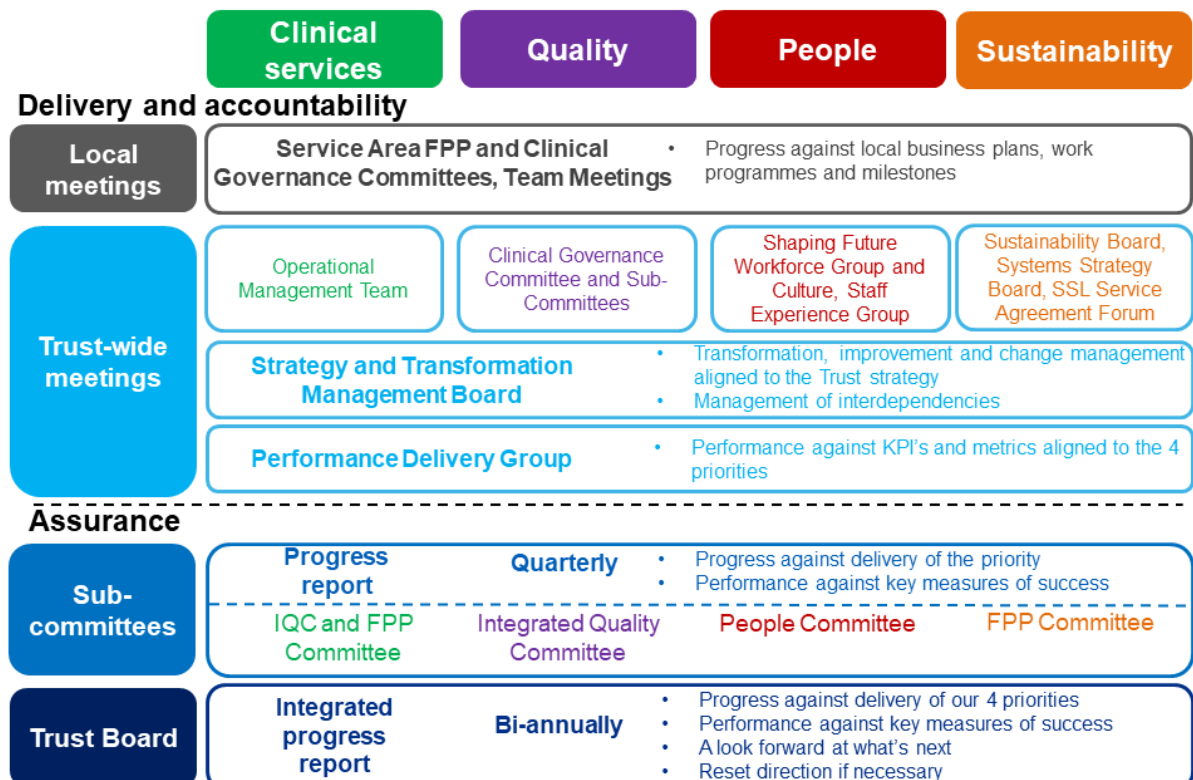 Clinical
services
Quality
People
Sustainability
Delivery and accountability
Local
meetings
Service Area FPP and Clinical
Governance Committees, Team Meetings
• Progress against local business plans, work
programmes and milestones
Trust-wide
meetings
Operational
Management Team
Clinical Governance
Committee and Sub-
Committees
Shaping Future
Workforce Group and
Culture, Staff
Experience Group
Sustainability Board,
Systems Strategy
Board, SSL Service
Agreement Forum
Strategy and Transformation
Management Board
• Transformation, improvement and change management
aligned to the Trust strategy
• Management of interdependencies
Performance Delivery Group
• Performance against KPI's and metrics aligned to the 4
priorities
Assurance
Sub-
committees
Progress
report
Quarterly
• Progress against delivery of the priority
• Performance against key measures of success
IQC and FPP
Committee
Integrated Quality
Committee
People Committee
FPP Committee
Trust Board
Integrated
progress
report
Bi-annually
• Progress against delivery of our 4 priorities
• Performance against key measures of success
• A look forward at what's next
• Reset direction if necessary